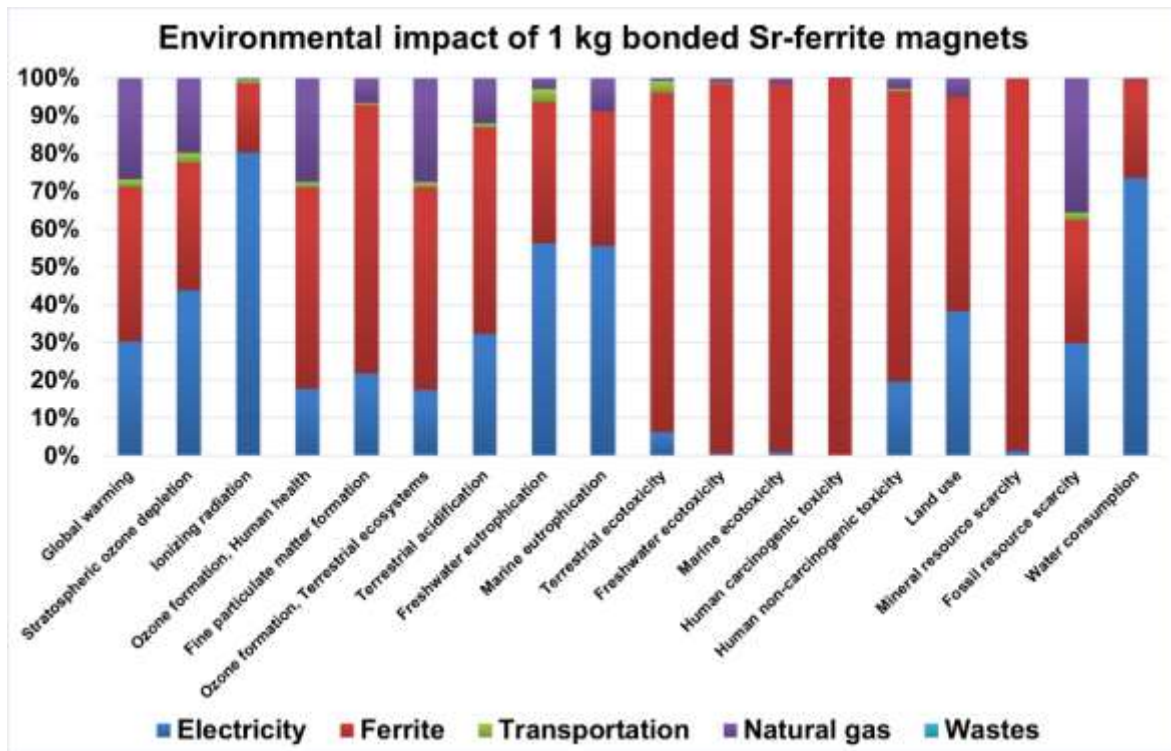 Environmental impact of 1 kg bonded Sr-ferrite magnets
100%
90%
80%
70%
60%
50%
40%
30%
20%
10%
0%
Global warming
Stratospheric ozone depletion
Ionizing radiation
Ozone formation, Human health
Fine particulate matter formation
Ozone formation, Terrestrial ecosystems
Terrestrial acidification
Freshwater eutrophication
Marine eutrophication
Terrestrial ecotoxicity
Freshwater ecotoxicity
Marine ecotoxicity
Human carcinogenic toxicity
Human non-carcinogenic toxicity
Land use
Mineral resource scarcity
Fossil resource scarcity
Water consumption
Electricity Ferrite Transportation Natural gas Wastes